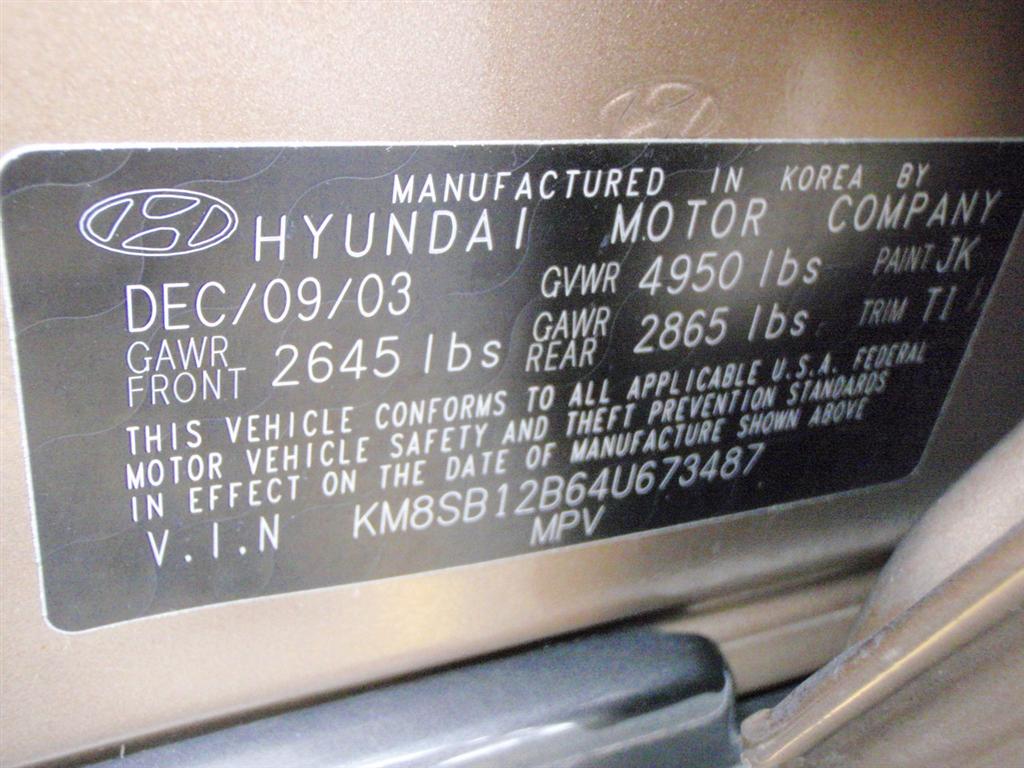 MANUFACTURED IN KOREA BY
HYUNDAI MOTOR COMPANY
DEC/09/03 GVWR 4950 lbs PAINT JK
GAWR FRONT 2645 lbs GAWR REAR 2865 lbs TRIM TI
THIS VEHICLE CONFORMS TO ALL APPLICABLE U.S.A. FEDERAL
MOTOR VEHICLE SAFETY AND THEFT PREVENTION STANDARDS
IN EFFECT ON THE DATE OF MANUFACTURE SHOWN ABOVE
V.I.N KM8SB12B64U673487
MPV